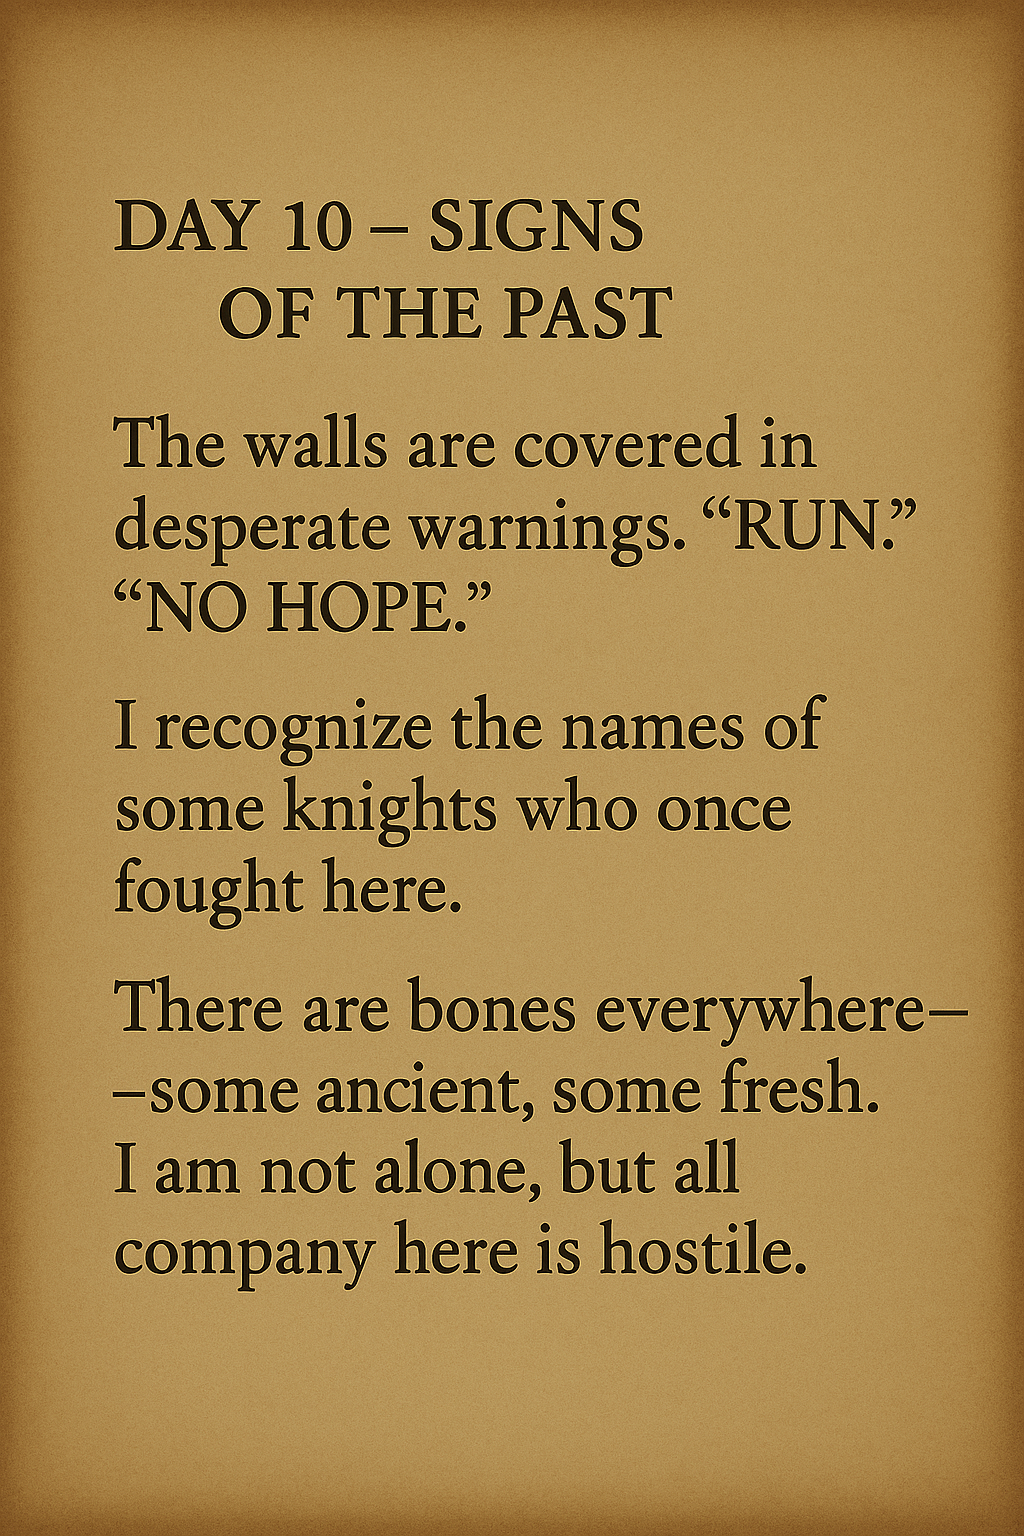 DAY 10 – SIGNS
OF THE PAST
The walls are covered in
desperate warnings. “RUN.”
“NO HOPE.”
I recognize the names of
some knights who once
fought here.
There are bones everywhere–
–some ancient, some fresh.
I am not alone, but all
company here is hostile.